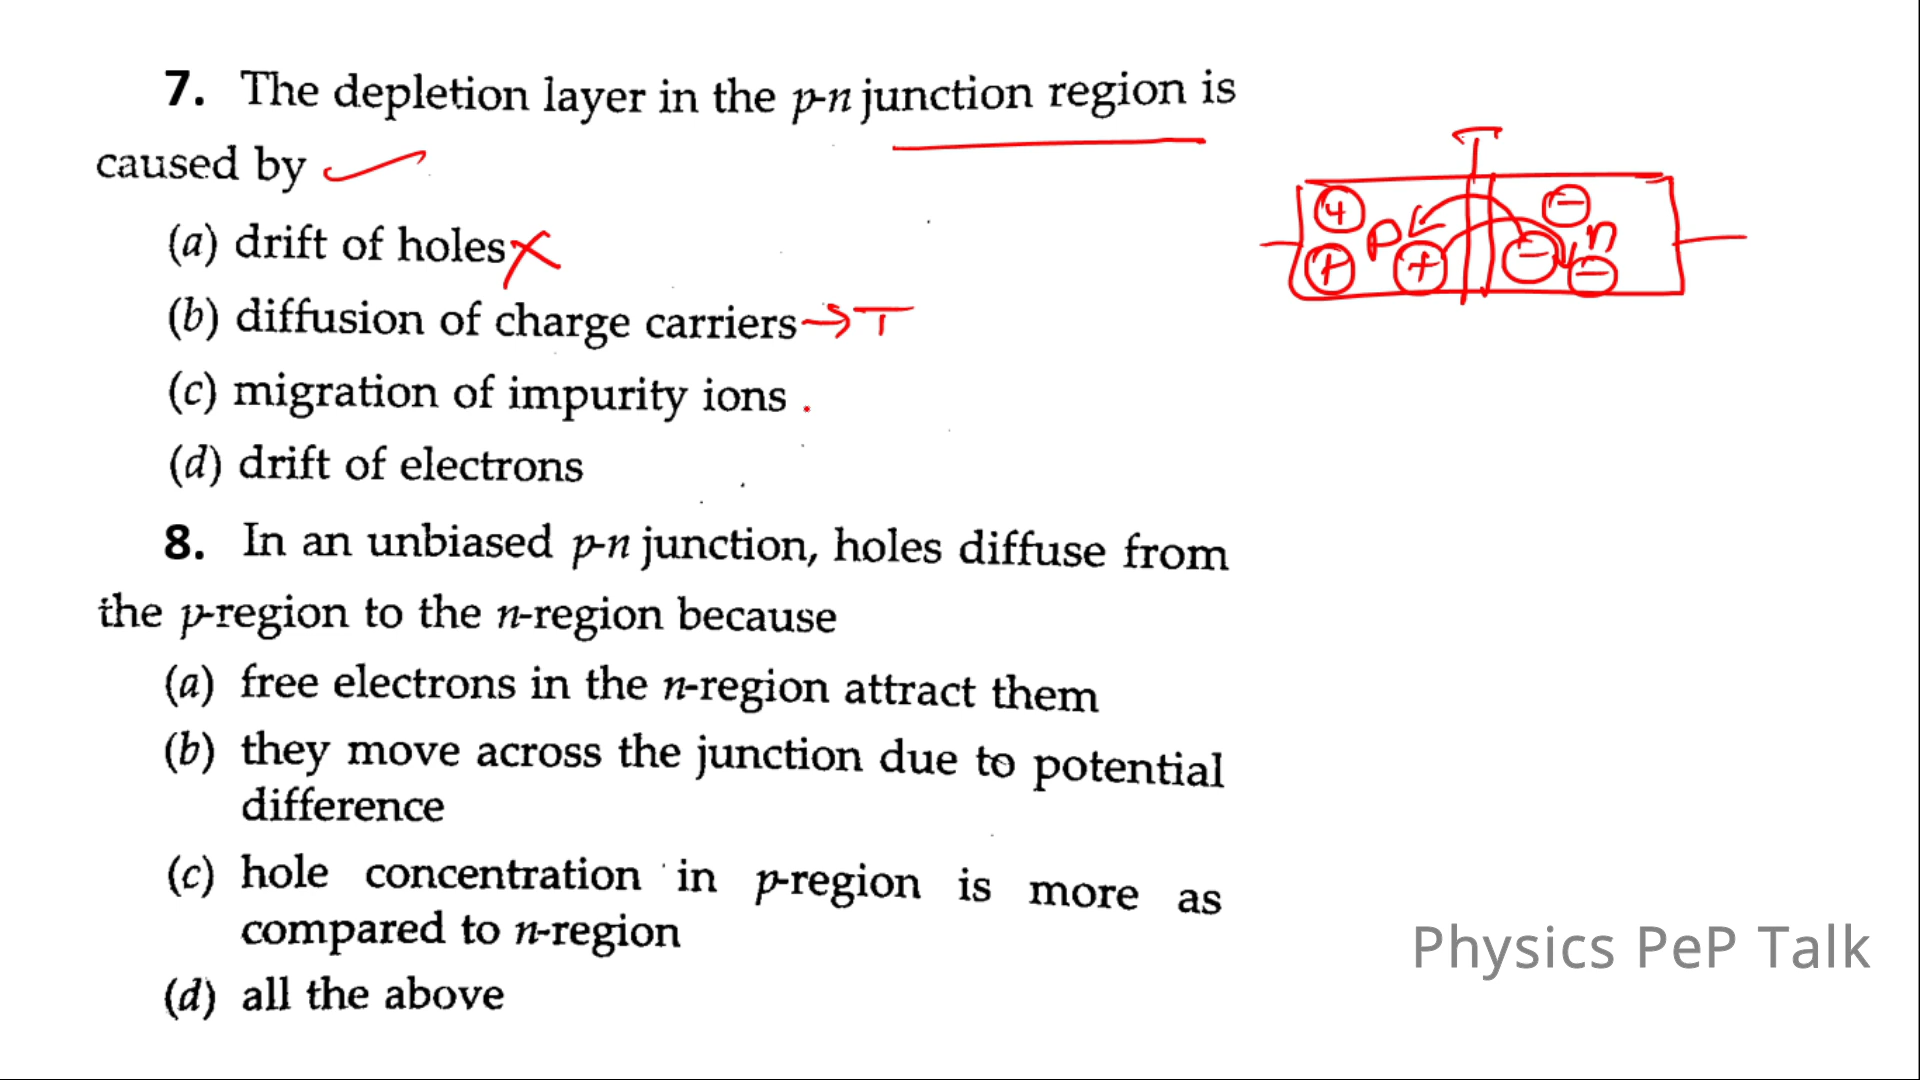 7. The depletion layer in the p-n junction region is
caused by
(a) drift of holes
(b) diffusion of charge carriers → T
(c) migration of impurity ions .
(d) drift of electrons
8. In an unbiased p-n junction, holes diffuse from
the p-region to the n-region because
(a) free electrons in the n-region attract them
(b) they move across the junction due to potential
difference
(c) hole concentration in p-region is more as
compared to n-region
(d) all the above
T
+ P + + − − n −
Physics PeP Talk